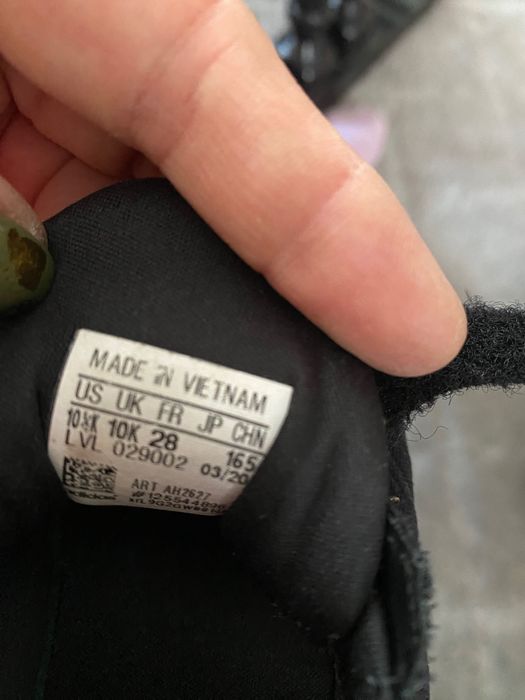 MADE IN VIETNAM
US UK FR JP CHN
10½K 10K 28 165
LVL 029002 03/20
ART AH2627
adidas